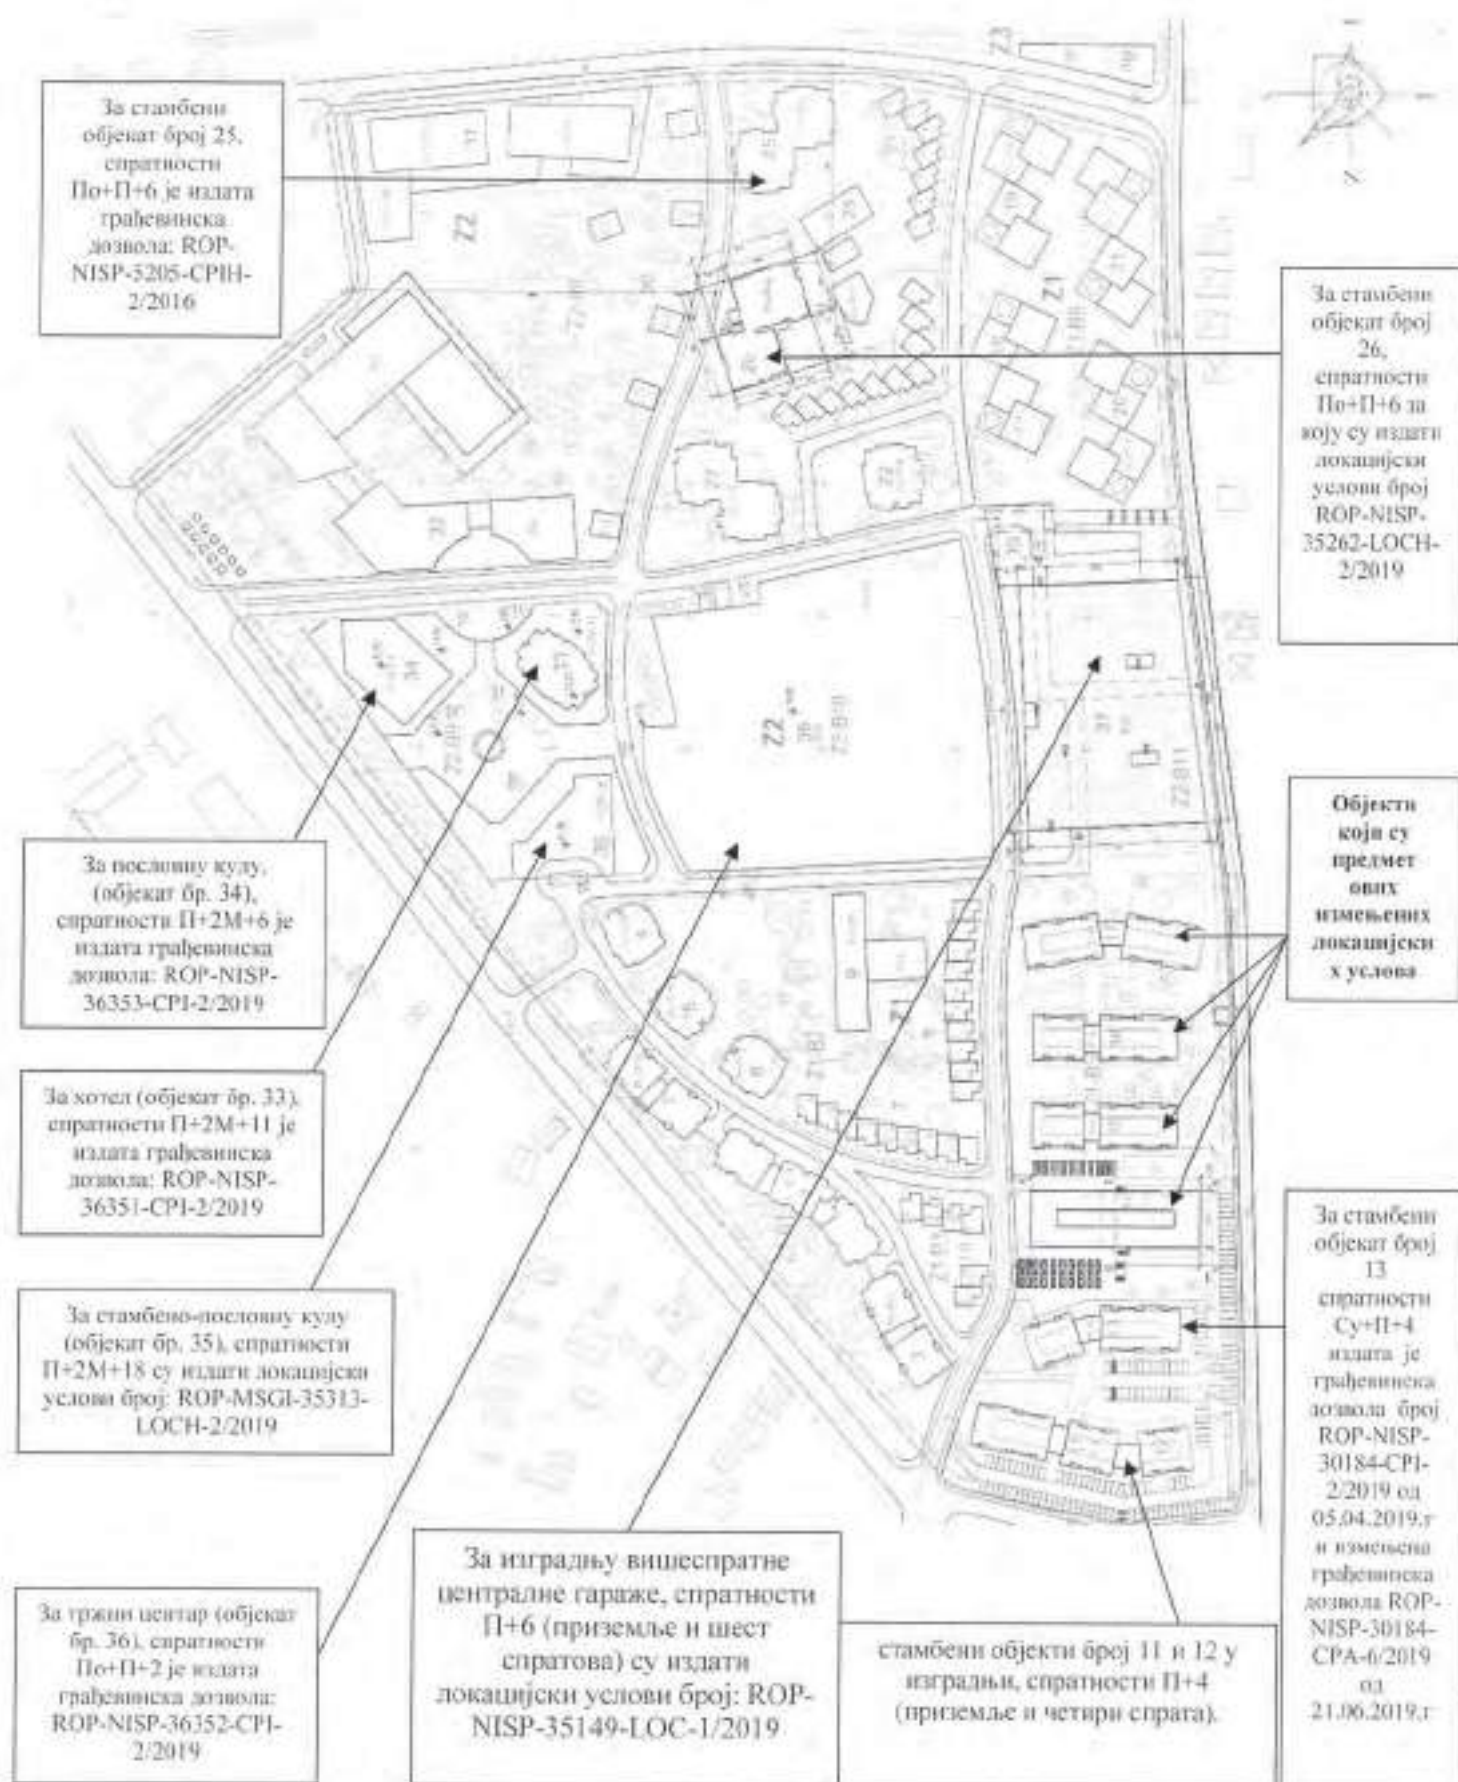 За стамбени
објекат број 25,
спратности
По+П+6 је издата
грађевинска
дозвола: ROP-
NISP-5205-CPIH-
2/2016
За стамбени
објекат број
26,
спратности
По+П+6 за
коју су издати
локацијски
услови број
ROP-NISP-
35262-LOCH-
2/2019
За пословну кулу,
(објекат бр. 34),
спратности П+2М+6 је
издата грађевинска
дозвола: ROP-NISP-
36353-CPI-2/2019
Објекти
који су
предмет
ових
измењених
локацијски
х услова
За хотел (објекат бр. 33),
спратности П+2М+11 је
издата грађевинска
дозвола: ROP-NISP-
36351-CPI-2/2019
За стамбено-пословну кулу
(објекат бр. 35), спратности
П+2М+18 су издати локацијски
услови број: ROP-MSGI-35313-
LOCH-2/2019
За стамбени
објекат број
13
спратности
Су+П+4
издата је
грађевинска
дозвола број
ROP-NISP-
30184-CPI-
2/2019 од
05.04.2019.г
и измењена
грађевинска
дозвола ROP-
NISP-30184-
CPA-6/2019
од
21.06.2019.г
За тржни центар (објекат
бр. 36), спратности
По+П+2 је издата
грађевинска дозвола:
ROP-NISP-36352-CPI-
2/2019
За изградњу вишеспратне
централне гараже, спратности
П+6 (приземље и шест
спратова) су издати
локацијски услови број: ROP-
NISP-35149-LOC-1/2019
стамбени објекти број 11 и 12 у
изградњи, спратности П+4
(приземље и четири спрата).
Z3
Z2
Z1
Z2
36
34
33
37